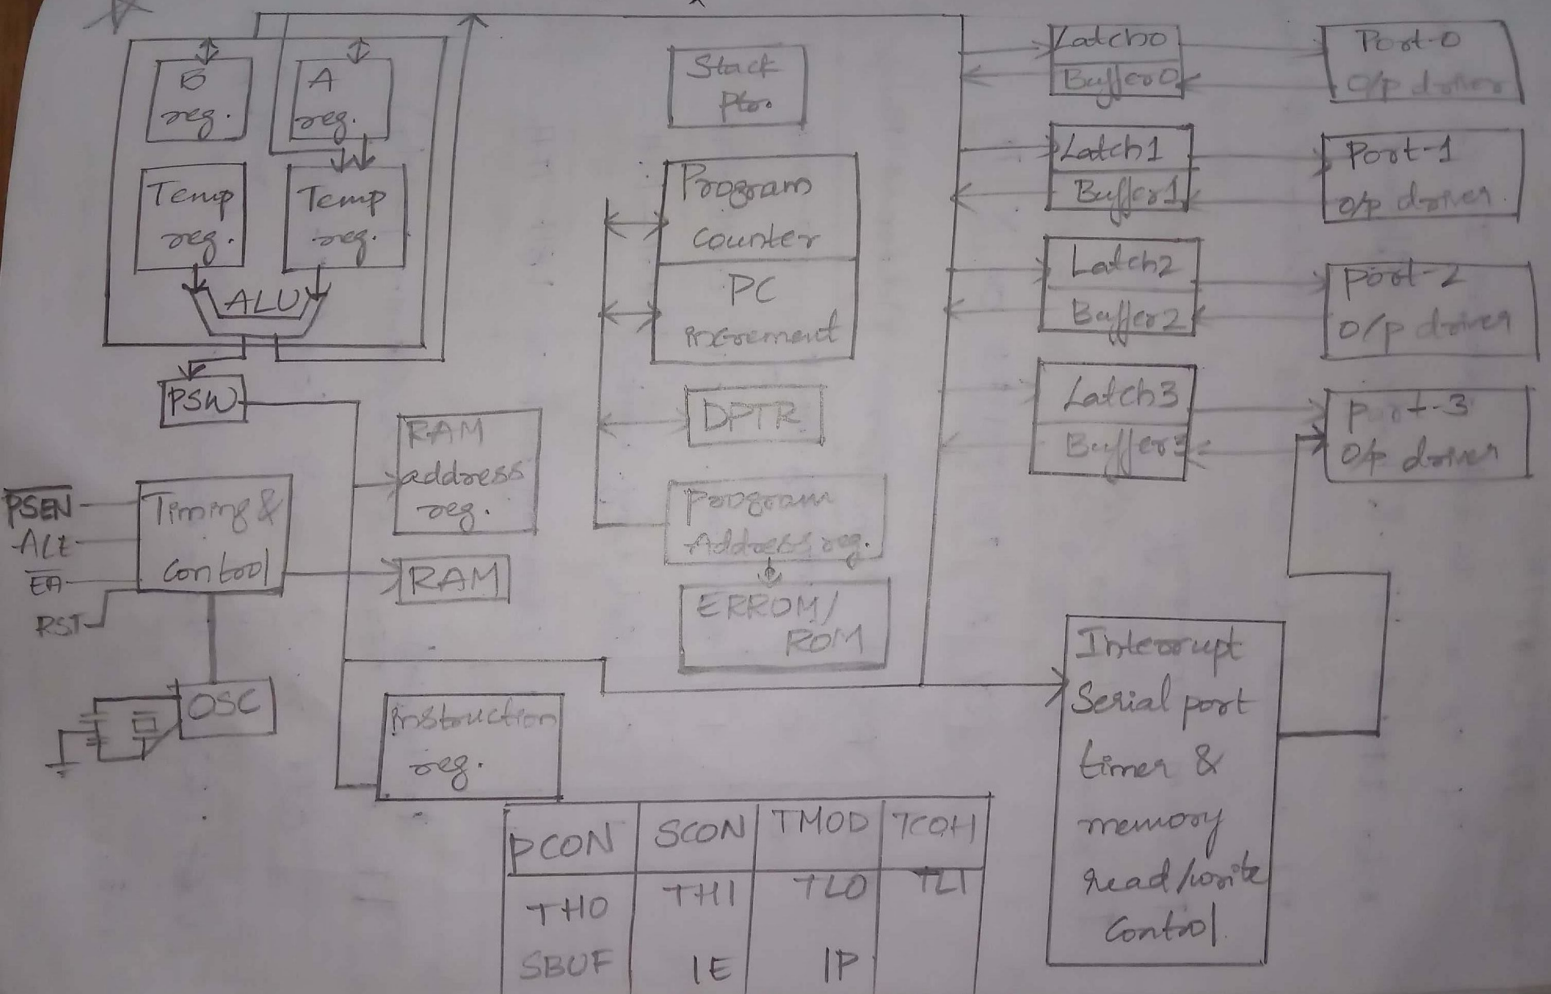 B
reg.
A
reg.
Temp
reg.
Temp
reg.
ALU
PSW
Stack
Ptr.
Program
Counter
PC
increment
DPTR
Program
Address reg.
ERROM/
ROM
RAM
address
reg.
RAM
PSEN
ALE
EA
RST
Timing &
Control
OSC
instruction
reg.
Latch0
Buffer0
Port-0
O/p driver
Latch1
Buffer1
Port-1
O/p driver.
Latch2
Buffer2
Port-2
O/p driver
Latch3
Buffer3
Port-3
O/p driver
Interrupt
Serial port
timer &
memory
read/write
Control.
PCON SCON TMOD TCOH
TH0 TH1 TL0 TL1
SBUF IE IP